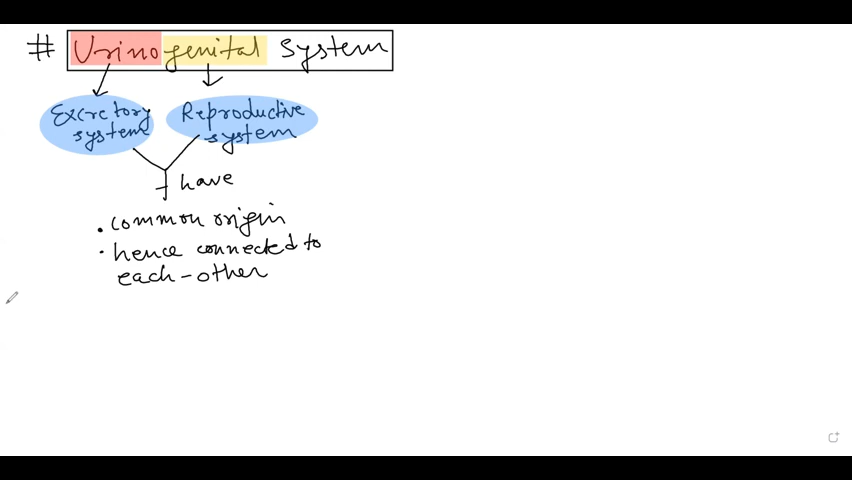 # Urinogenital System
Excretory Reproductive
system system
have
• common origin
• hence connected to
each-other